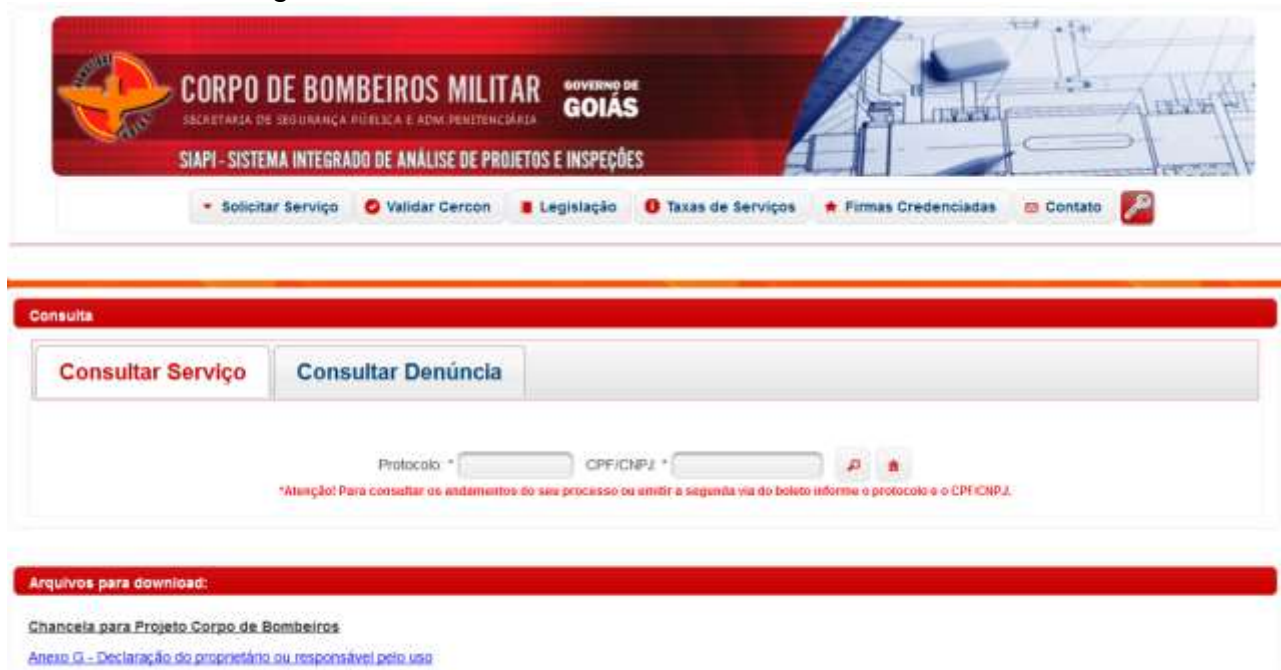 CORPO DE BOMBEIROS MILITAR
GOVERNO DE
GOIÁS
SECRETARIA DE SEGURANÇA PÚBLICA E ADM PENITENCIÁRIA
SIAPI - SISTEMA INTEGRADO DE ANÁLISE DE PROJETOS E INSPEÇÕES
Solicitar Serviço Validar Cercon Legislação Taxas de Serviços Firmas Credenciadas Contato
Consulta
Consultar Serviço Consultar Denúncia
Protocolo: * CPF/CNPJ: *
*Atenção! Para consultar os andamentos do seu processo ou emitir a segunda via do boleto informe o protocolo e o CPF/CNPJ.
Arquivos para download:
Chancela para Projeto Corpo de Bombeiros
Anexo G - Declaração do proprietário ou responsável pelo uso